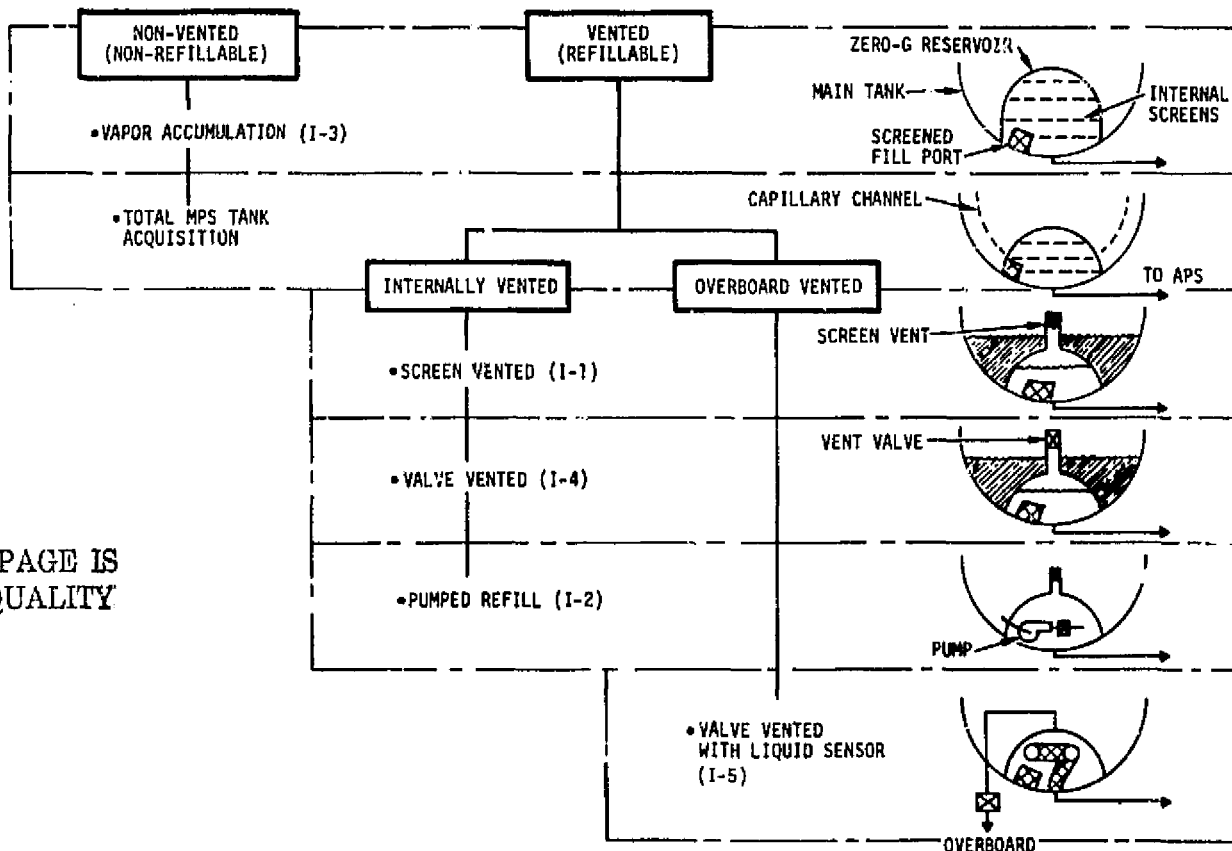 NON-VENTED
(NON-REFILLABLE)
VENTED
(REFILLABLE)
ZERO-G RESERVOIR
MAIN TANK
INTERNAL
SCREENS
SCREENED
FILL PORT
•VAPOR ACCUMULATION (I-3)
CAPILLARY CHANNEL
•TOTAL MPS TANK
ACQUISITION
INTERNALLY VENTED
OVERBOARD VENTED
TO APS
SCREEN VENT
•SCREEN VENTED (I-1)
VENT VALVE
•VALVE VENTED (I-4)
PAGE IS
QUALITY
•PUMPED REFILL (I-2)
PUMP
•VALVE VENTED
WITH LIQUID SENSOR
(I-5)
OVERBOARD